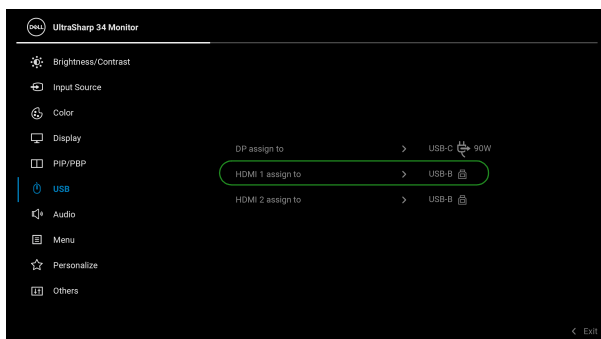 DELL UltraSharp 34 Monitor
Brightness/Contrast
Input Source
Color
Display
PIP/PBP
USB
Audio
Menu
Personalize
Others
DP assign to > USB-C 90W
HDMI 1 assign to > USB-B
HDMI 2 assign to > USB-B
< Exit